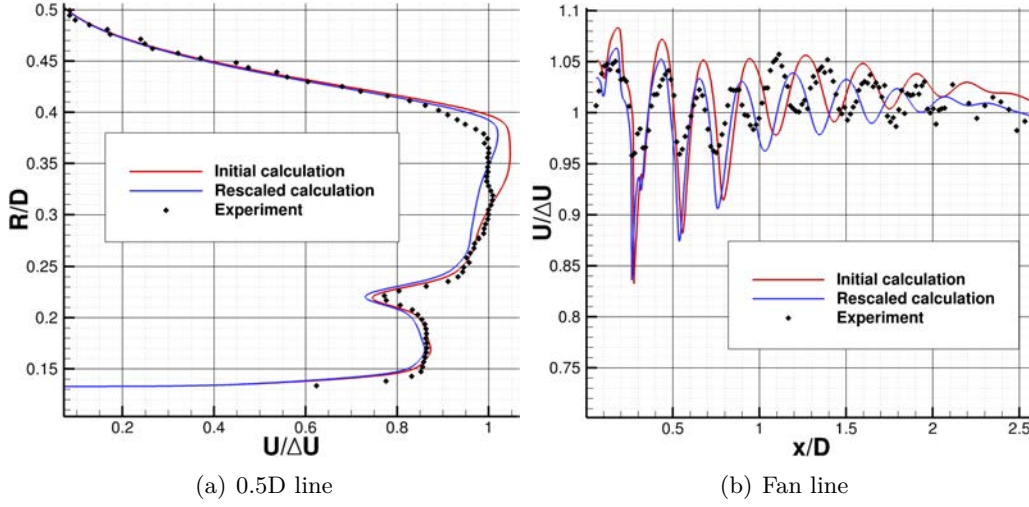 0.5
0.4
0.3
0.2
0.15
0.25
0.35
R/D
Initial calculation
Rescaled calculation
Experiment
0.2
0.4
0.6
0.8
1
U/ΔU
(a) 0.5D line
1.1
1.05
1
0.95
0.9
0.85
0.8
0.75
U/ΔU
Initial calculation
Rescaled calculation
Experiment
0.5
1
1.5
2
2.5
x/D
(b) Fan line